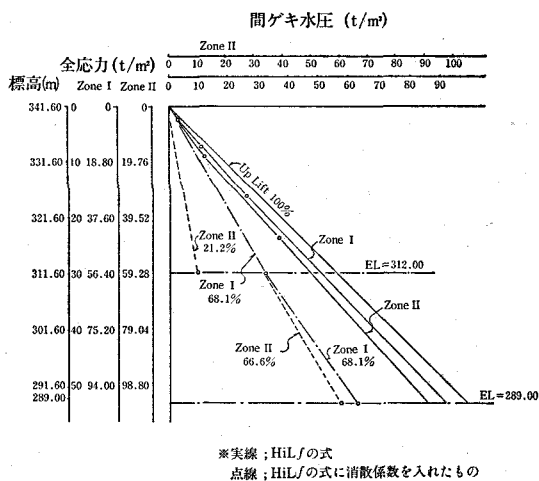 間ゲキ水圧 (t/m²)
Zone II
0 10 20 30 40 50 60 70 80 90
全応力 (t/m²)
標高(m) Zone I Zone II 0 10 20 30 40 50 60 70 80 90
341.60 0 0 0
331.60 10 18.80 19.76
Up Lift 100%
321.60 20 37.60 39.52
Zone II
21.2%
Zone I
EL=312.00
311.60 30 56.40 59.28
Zone I
68.1%
Zone II
301.60 40 75.20 79.04
Zone II
66.6%
Zone I
68.1%
291.60 50 94.00 98.80
289.00
EL=289.00
※実線 ; HiLfの式
点線 ; HiLfの式に消散係数を入れたもの